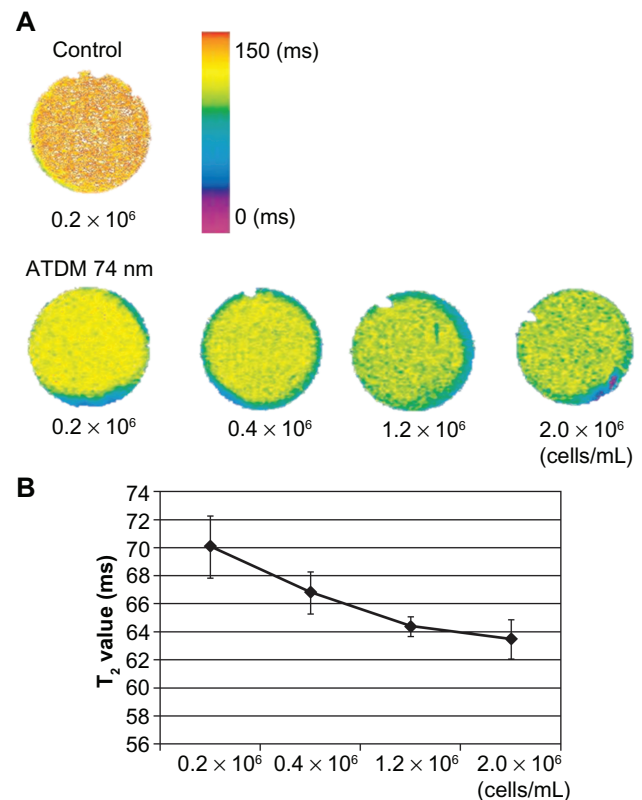 A
Control
150 (ms)
0 (ms)
0.2 × 10⁶
ATDM 74 nm
0.2 × 10⁶
0.4 × 10⁶
1.2 × 10⁶
2.0 × 10⁶
(cells/mL)
B
T₂ value (ms)
74
72
70
68
66
64
62
60
58
56
0.2 × 10⁶
0.4 × 10⁶
1.2 × 10⁶
2.0 × 10⁶
(cells/mL)